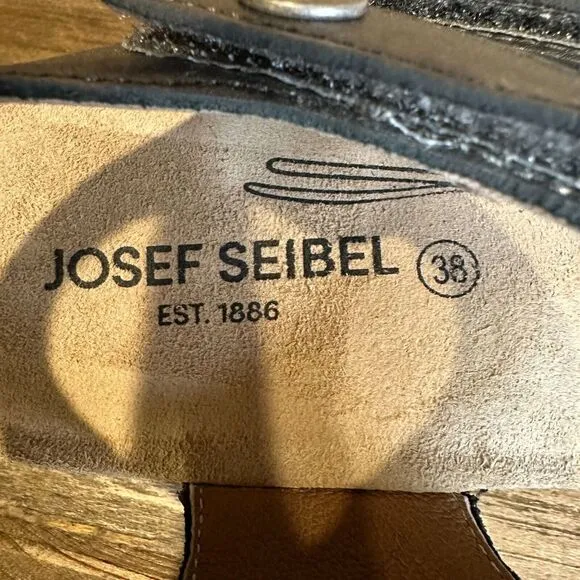 JOSEF SEIBEL 38
EST. 1886